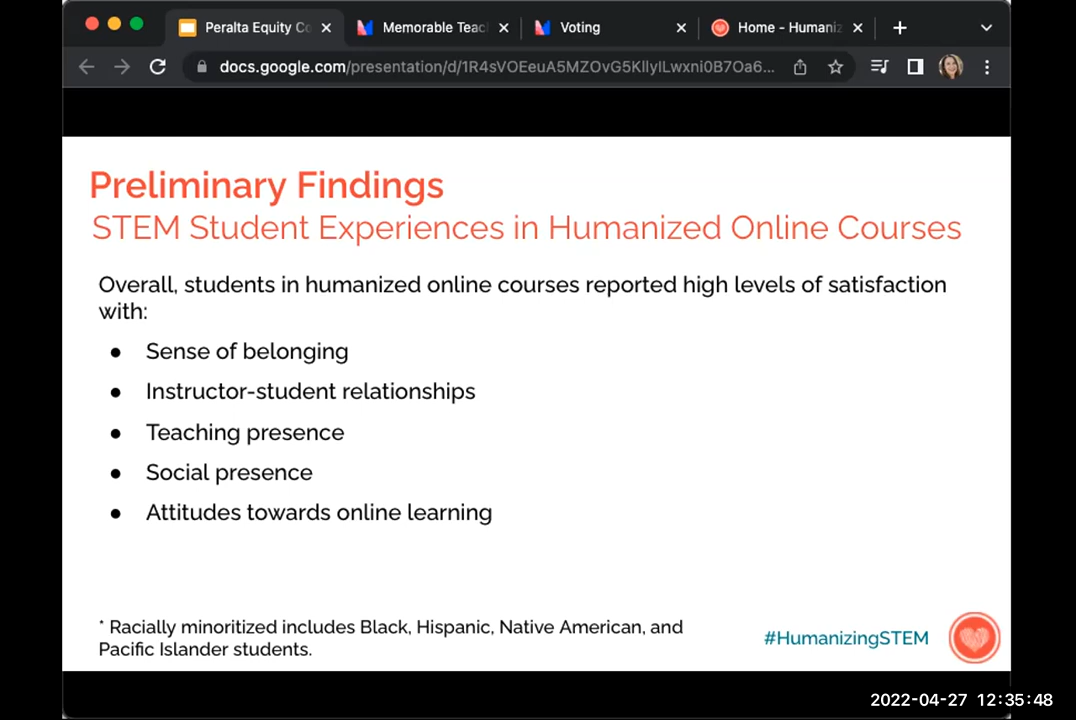 Peralta Equity Co
Memorable Teac
Voting
Home - Humaniz
docs.google.com/presentation/d/1R4sVOEeuA5MZOvG5KIlyILwxni0B7Oa6...
Preliminary Findings
STEM Student Experiences in Humanized Online Courses
Overall, students in humanized online courses reported high levels of satisfaction
with:
● Sense of belonging
● Instructor-student relationships
● Teaching presence
● Social presence
● Attitudes towards online learning
* Racially minoritized includes Black, Hispanic, Native American, and
Pacific Islander students.
#HumanizingSTEM
2022-04-27 12:35:48